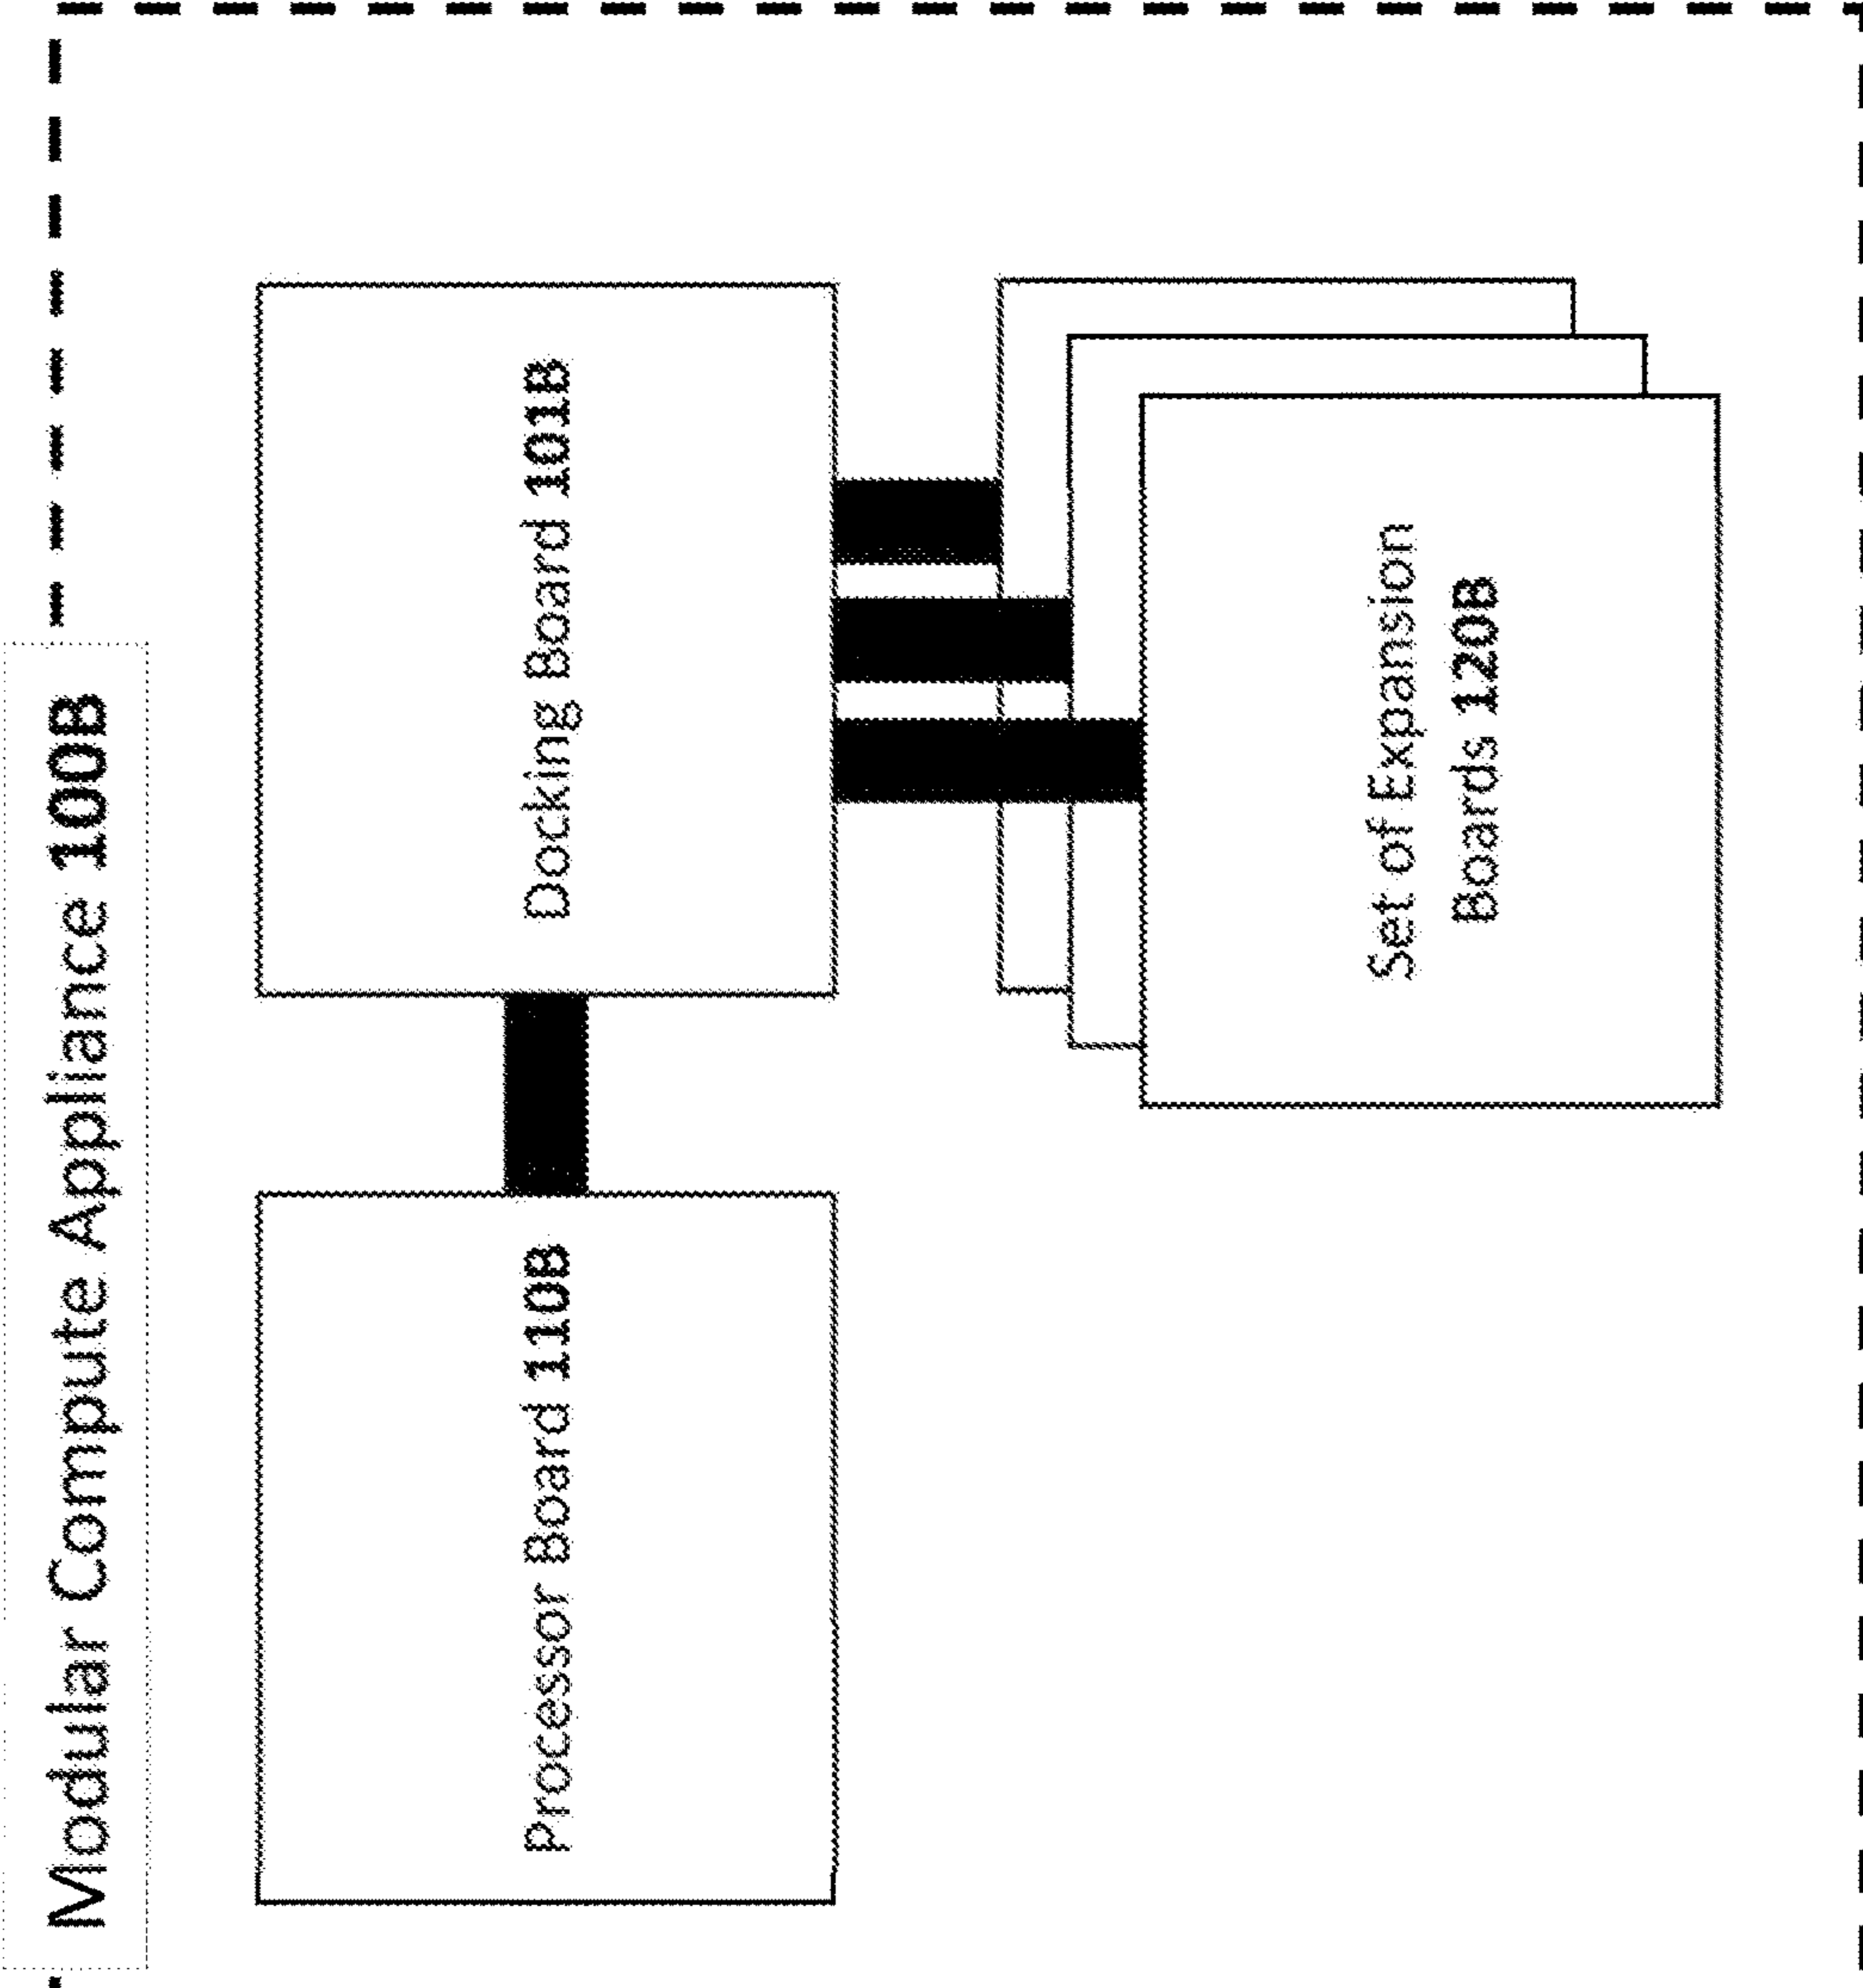 Modular Compute Appliance 100B
Processor Board 110B
Docking Board 101B
Set of Expansion
Boards 120B